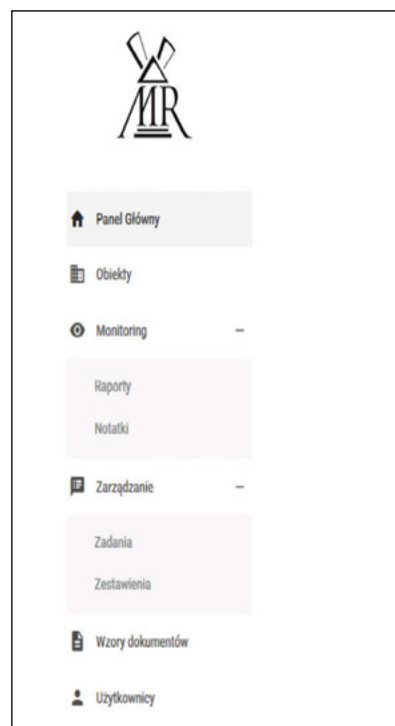 MR
Panel Główny
Obiekty
Monitoring
Raporty
Notatki
Zarządzanie
Zadania
Zestawienia
Wzory dokumentów
Użytkownicy